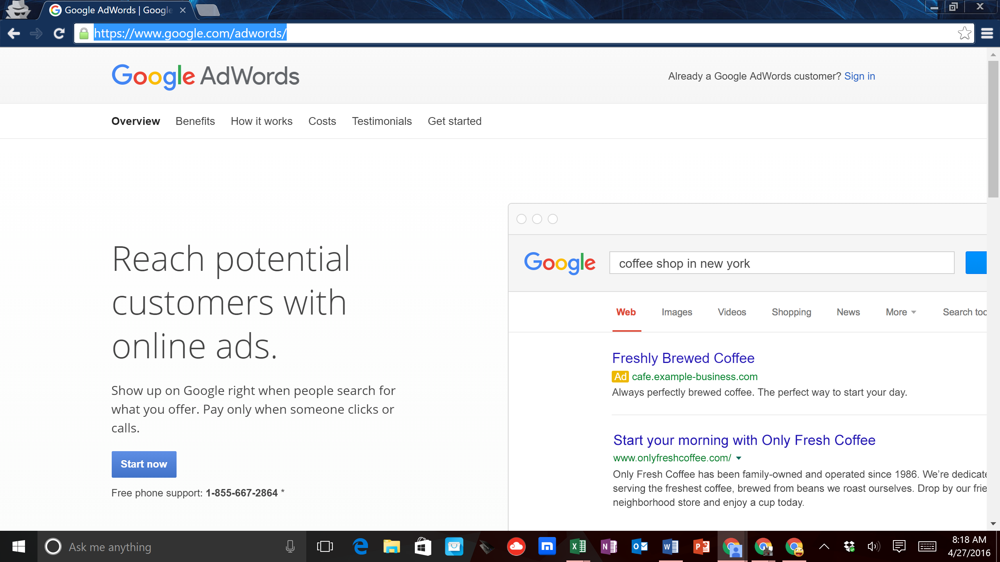 Google AdWords | Google
https://www.google.com/adwords/
Google AdWords
Already a Google AdWords customer? Sign in
Overview Benefits How it works Costs Testimonials Get started
Reach potential
customers with
online ads.
Show up on Google right when people search for
what you offer. Pay only when someone clicks or
calls.
Start now
Free phone support: 1-855-667-2864 *
Google coffee shop in new york
Web Images Videos Shopping News More Search too
Freshly Brewed Coffee
Ad cafe.example-business.com
Always perfectly brewed coffee. The perfect way to start your day.
Start your morning with Only Fresh Coffee
www.onlyfreshcoffee.com/
Only Fresh Coffee has been family-owned and operated since 1986. We’re dedicate
serving the freshest coffee, brewed from beans we roast ourselves. Drop by our frie
neighborhood store and enjoy a cup today.
Ask me anything
8:18 AM
4/27/2016